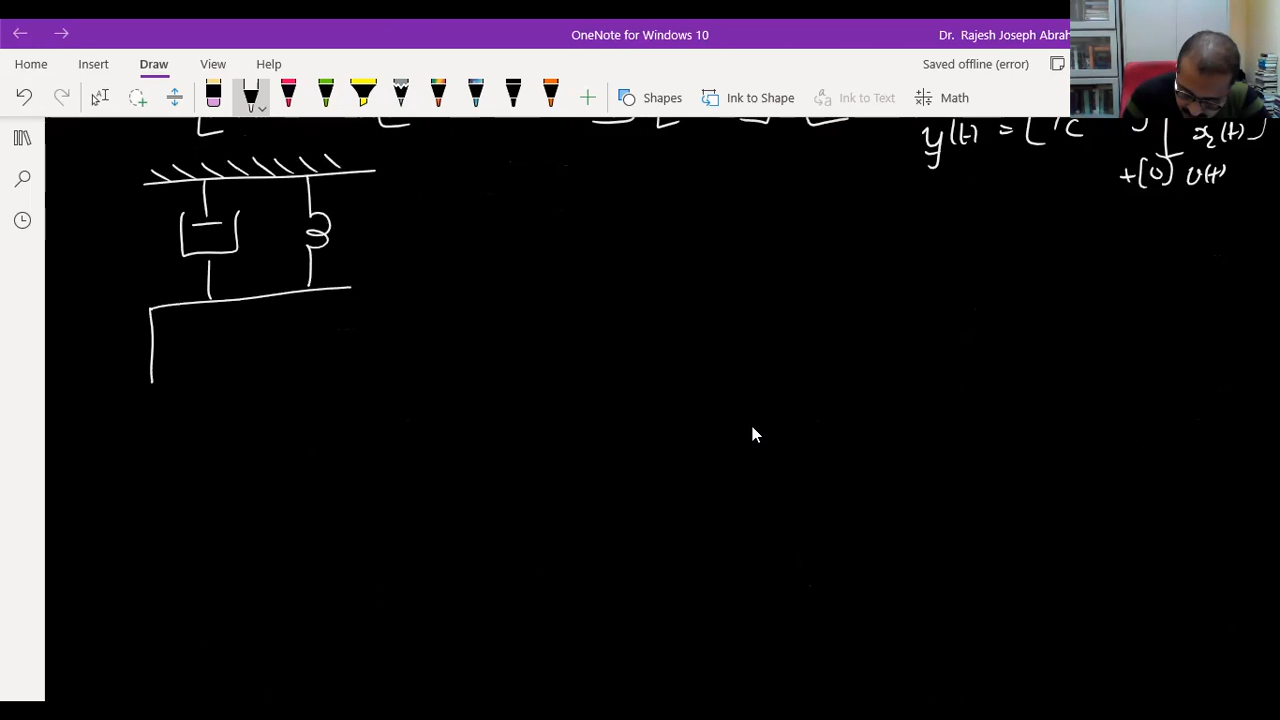 OneNote for Windows 10
Dr. Rajesh Joseph Abrah
Home Insert Draw View Help
Saved offline (error)
Shapes
Ink to Shape
Ink to Text
Math
y(t) = [1/C
x₂(t)
+[0] U(t)